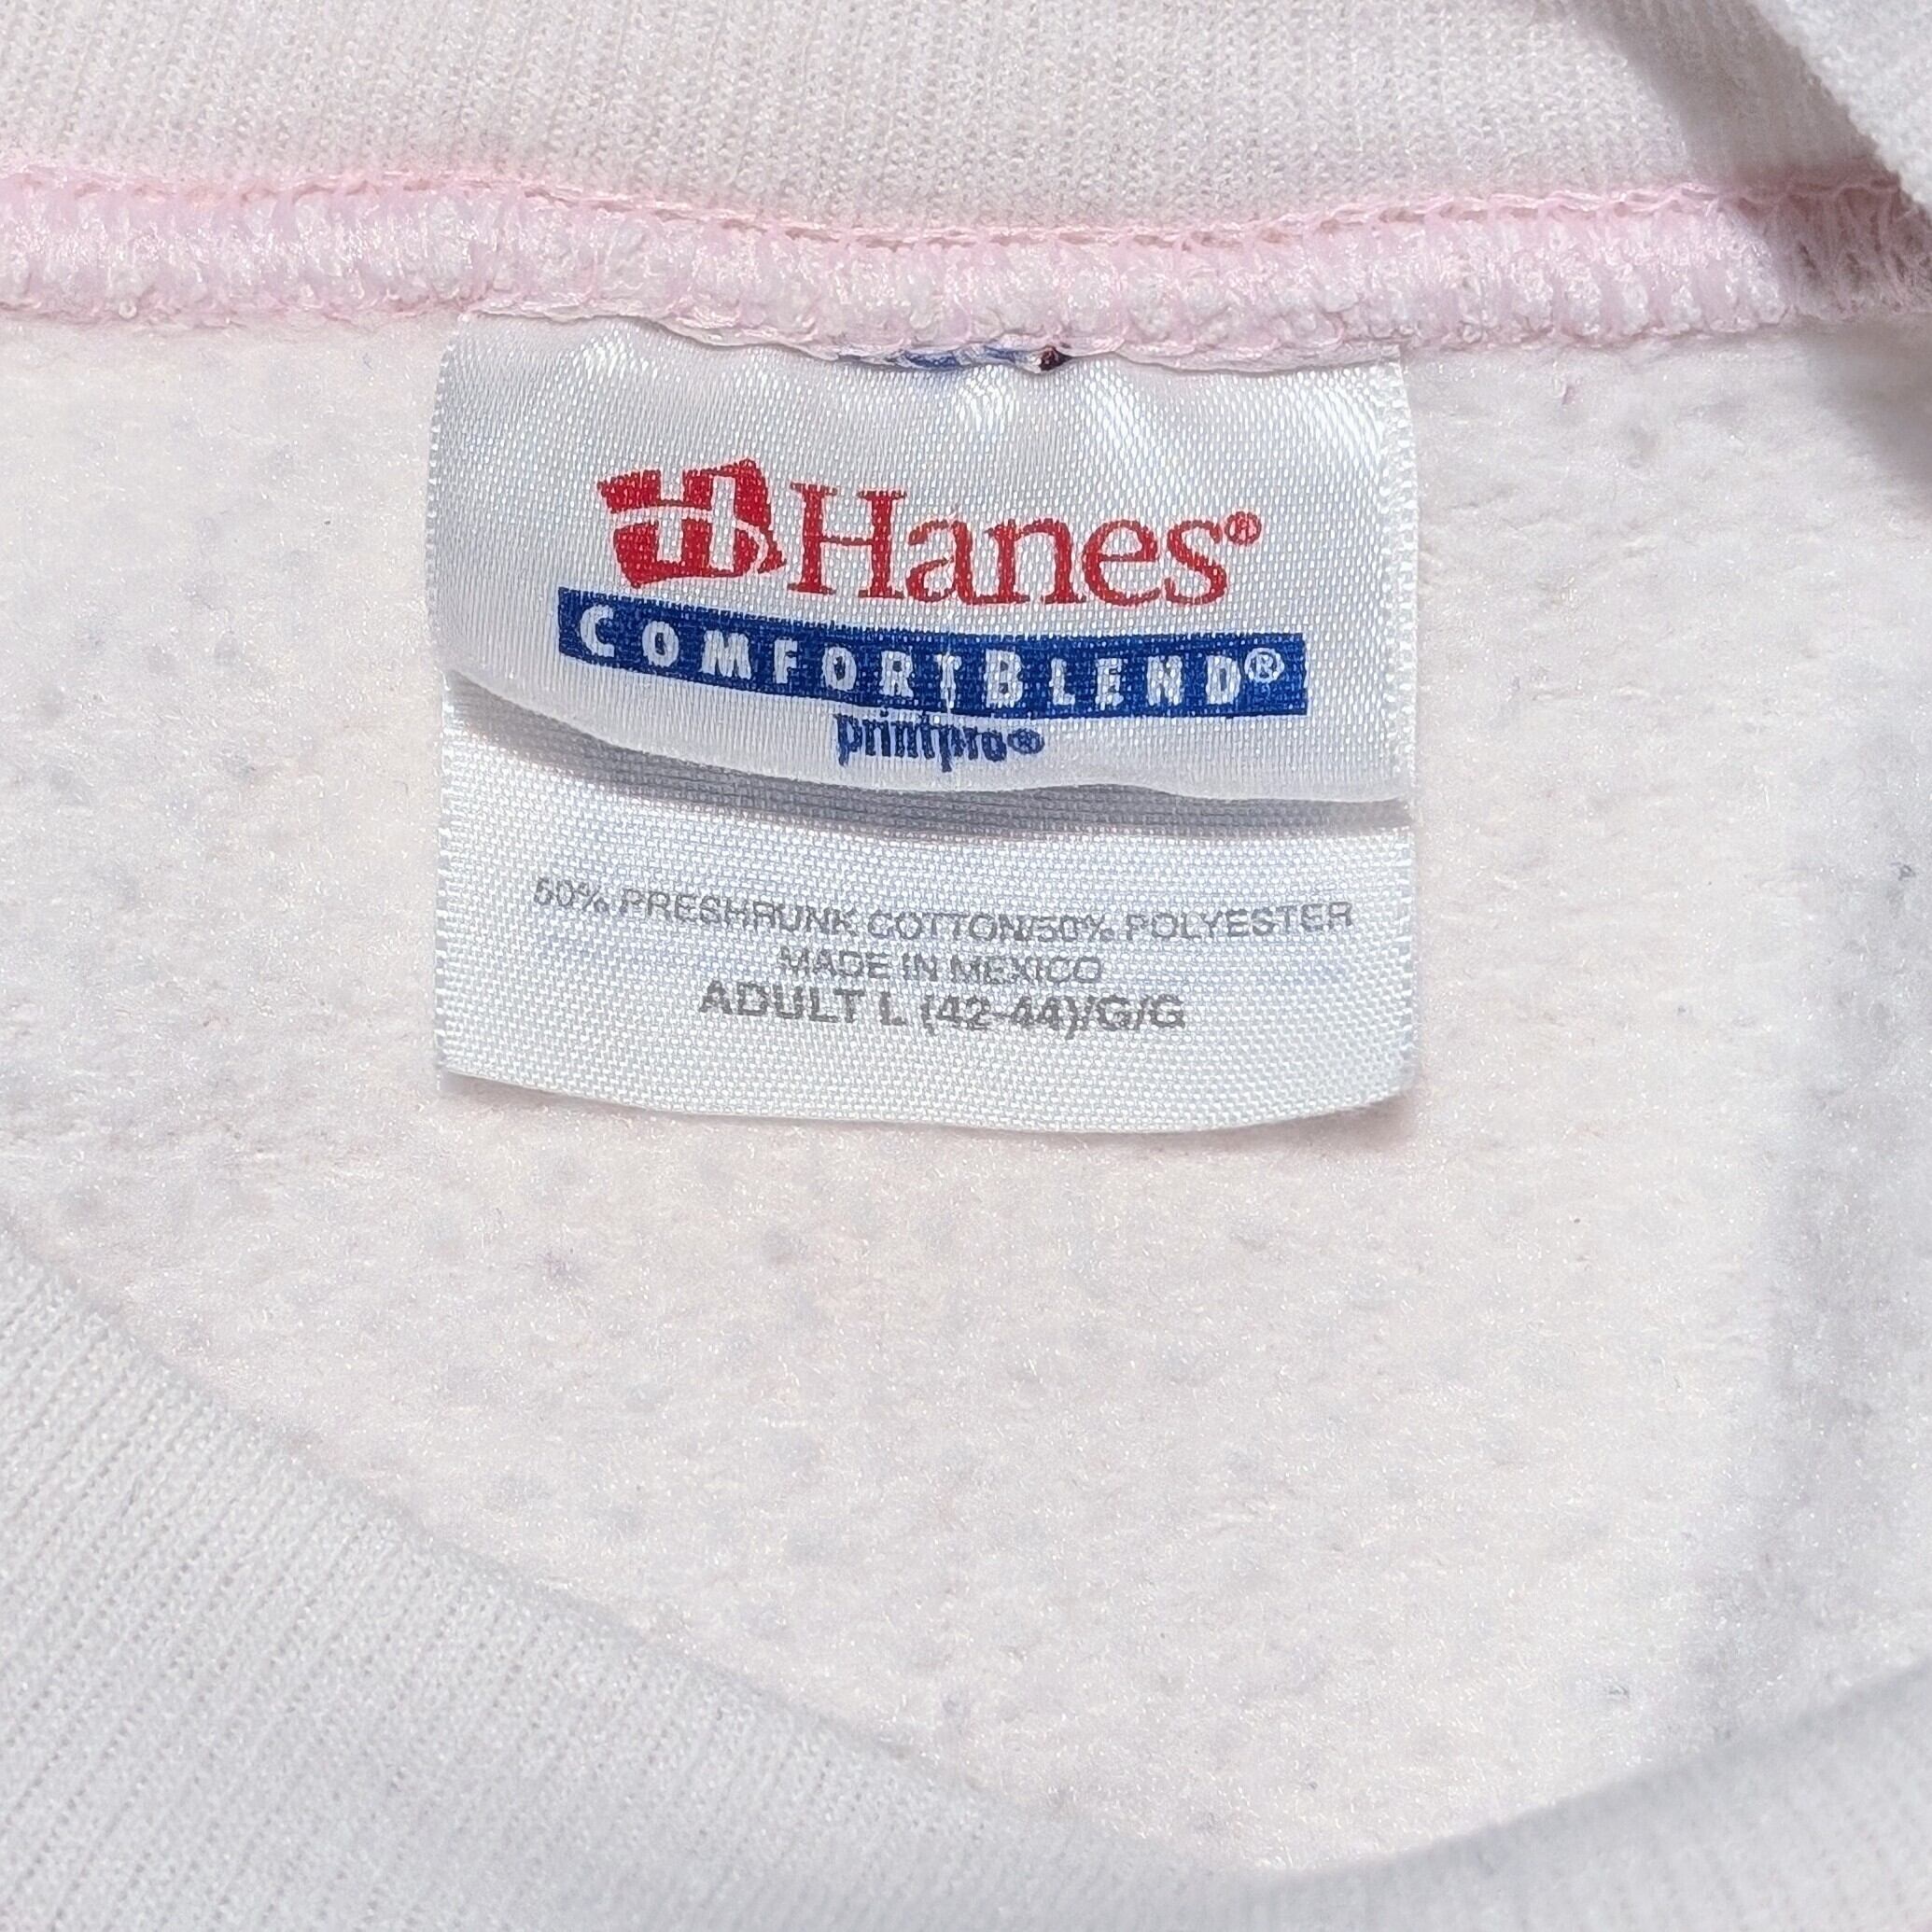 Hanes®
COMFORTBLEND®
printpro®
50% PRESHRUNK COTTON/50% POLYESTER
MADE IN MEXICO
ADULT L (42-44)/G/G